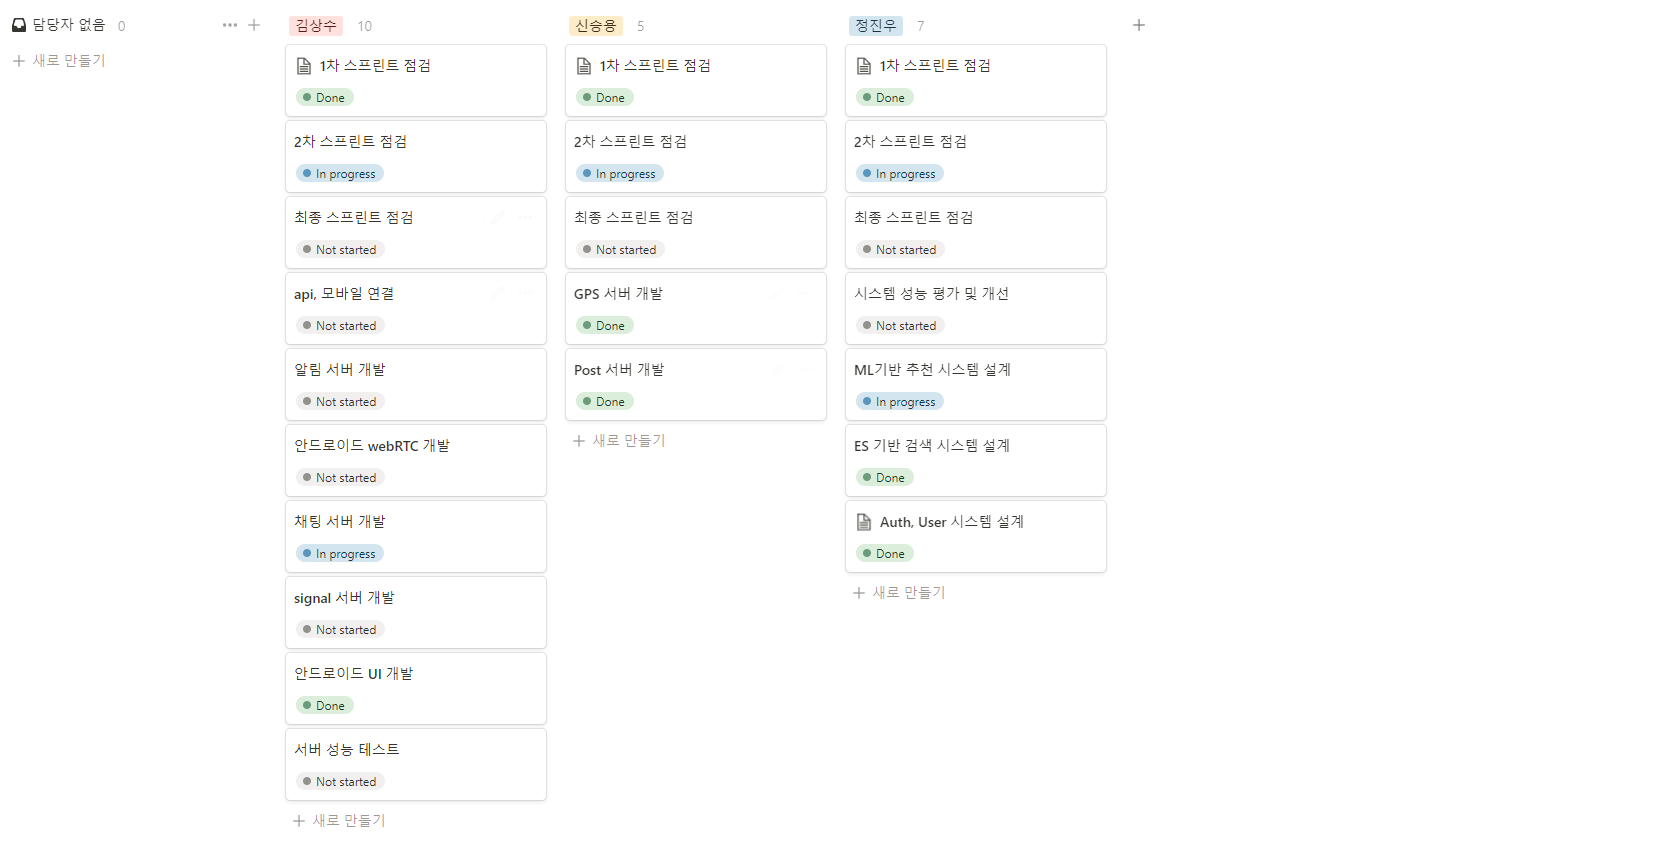 담당자 없음 0
새로 만들기
김상수 10
1차 스프린트 점검
Done
2차 스프린트 점검
In progress
최종 스프린트 점검
Not started
api, 모바일 연결
Not started
알림 서버 개발
Not started
안드로이드 webRTC 개발
Not started
채팅 서버 개발
In progress
signal 서버 개발
Not started
안드로이드 UI 개발
Done
서버 성능 테스트
Not started
새로 만들기
신승용 5
1차 스프린트 점검
Done
2차 스프린트 점검
In progress
최종 스프린트 점검
Not started
GPS 서버 개발
Done
Post 서버 개발
Done
새로 만들기
정진우 7
1차 스프린트 점검
Done
2차 스프린트 점검
In progress
최종 스프린트 점검
Not started
시스템 성능 평가 및 개선
Not started
ML기반 추천 시스템 설계
In progress
ES 기반 검색 시스템 설계
Done
Auth, User 시스템 설계
Done
새로 만들기